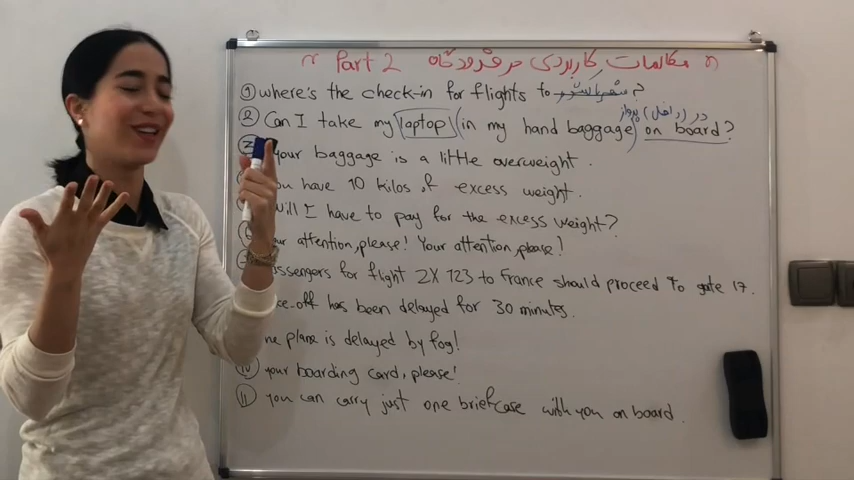 ~ Part 2 مکالمات کاربردی در فرودگاه ~
① where's the check-in for flights to ?
② Can I take my laptop (in my hand baggage) on board?
در (داخل) پرواز
your baggage is a little overweight.
you have 10 kilos of excess weight.
will I have to pay for the excess weight?
your attention, please! Your attention, please!
passengers for flight ZX 123 to France should proceed to gate 17.
take-off has been delayed for 30 minutes.
The plane is delayed by fog!
⑩ your boarding card, please!
⑪ you can carry just one briefcase with you on board.